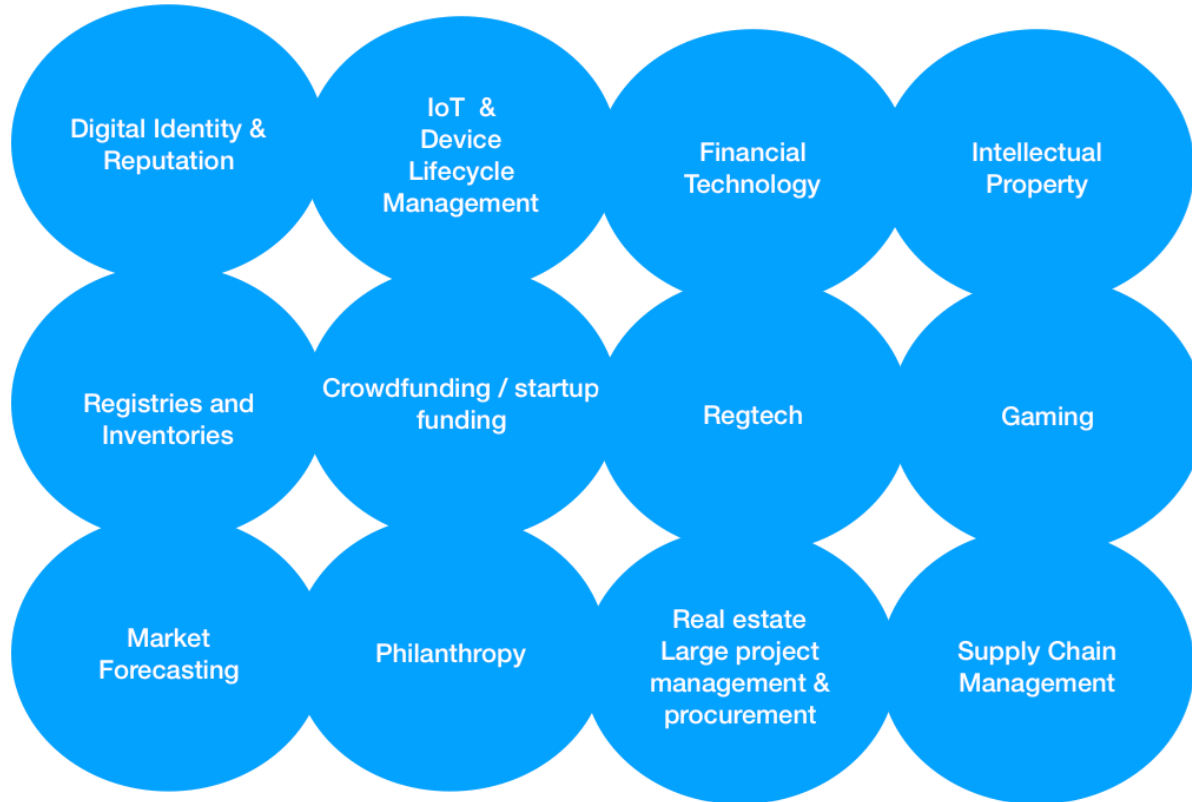 Digital Identity &
Reputation
IoT  &
Device
Lifecycle
Management
Financial
Technology
Intellectual
Property
Registries and
Inventories
Crowdfunding / startup
funding
Regtech
Gaming
Market
Forecasting
Philanthropy
Real estate
Large project
management &
procurement
Supply Chain
Management